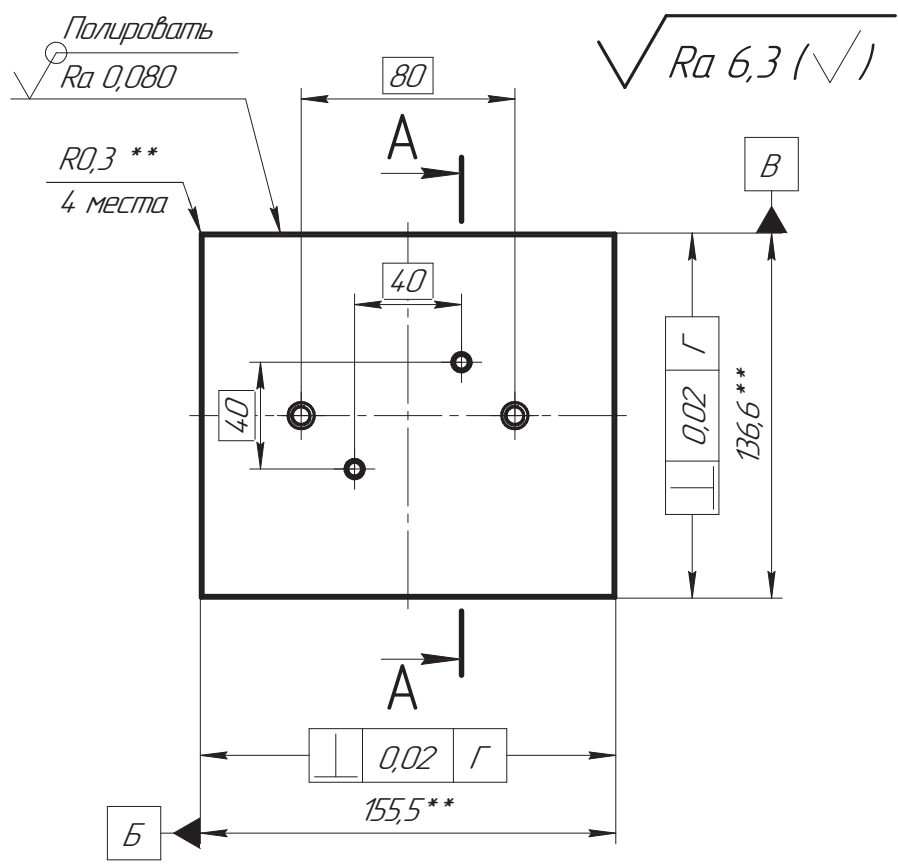 Полировать
Ra 0,080
Ra 6,3 (√)
80
А
R0,3 **
4 места
В
40
40
⊥ 0,02 Г
136,6**
А
⊥ 0,02 Г
155,5**
Б